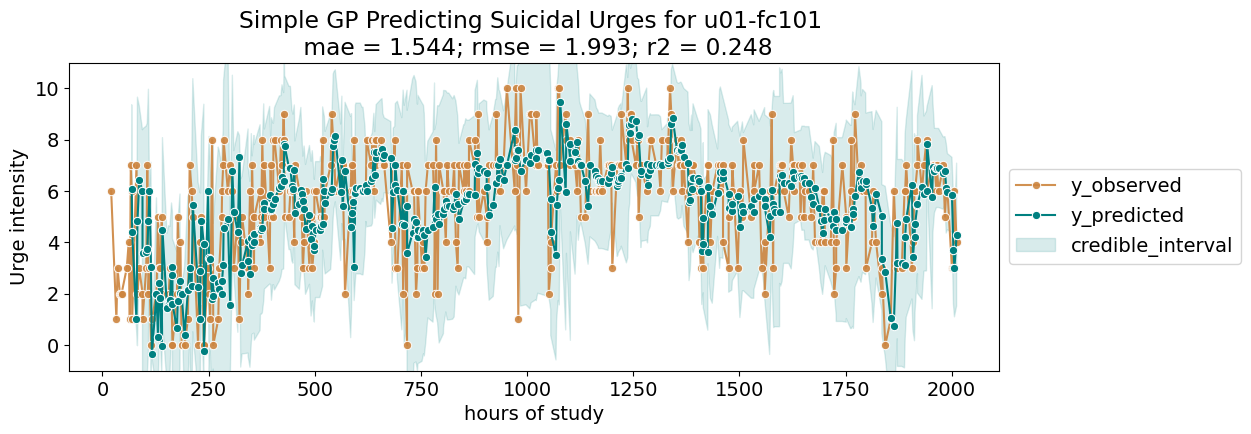 Simple GP Predicting Suicidal Urges for u01-fc101
mae = 1.544; rmse = 1.993; r2 = 0.248
Urge intensity
10
8
6
4
2
0
0 250 500 750 1000 1250 1500 1750 2000
hours of study
y_observed
y_predicted
credible_interval